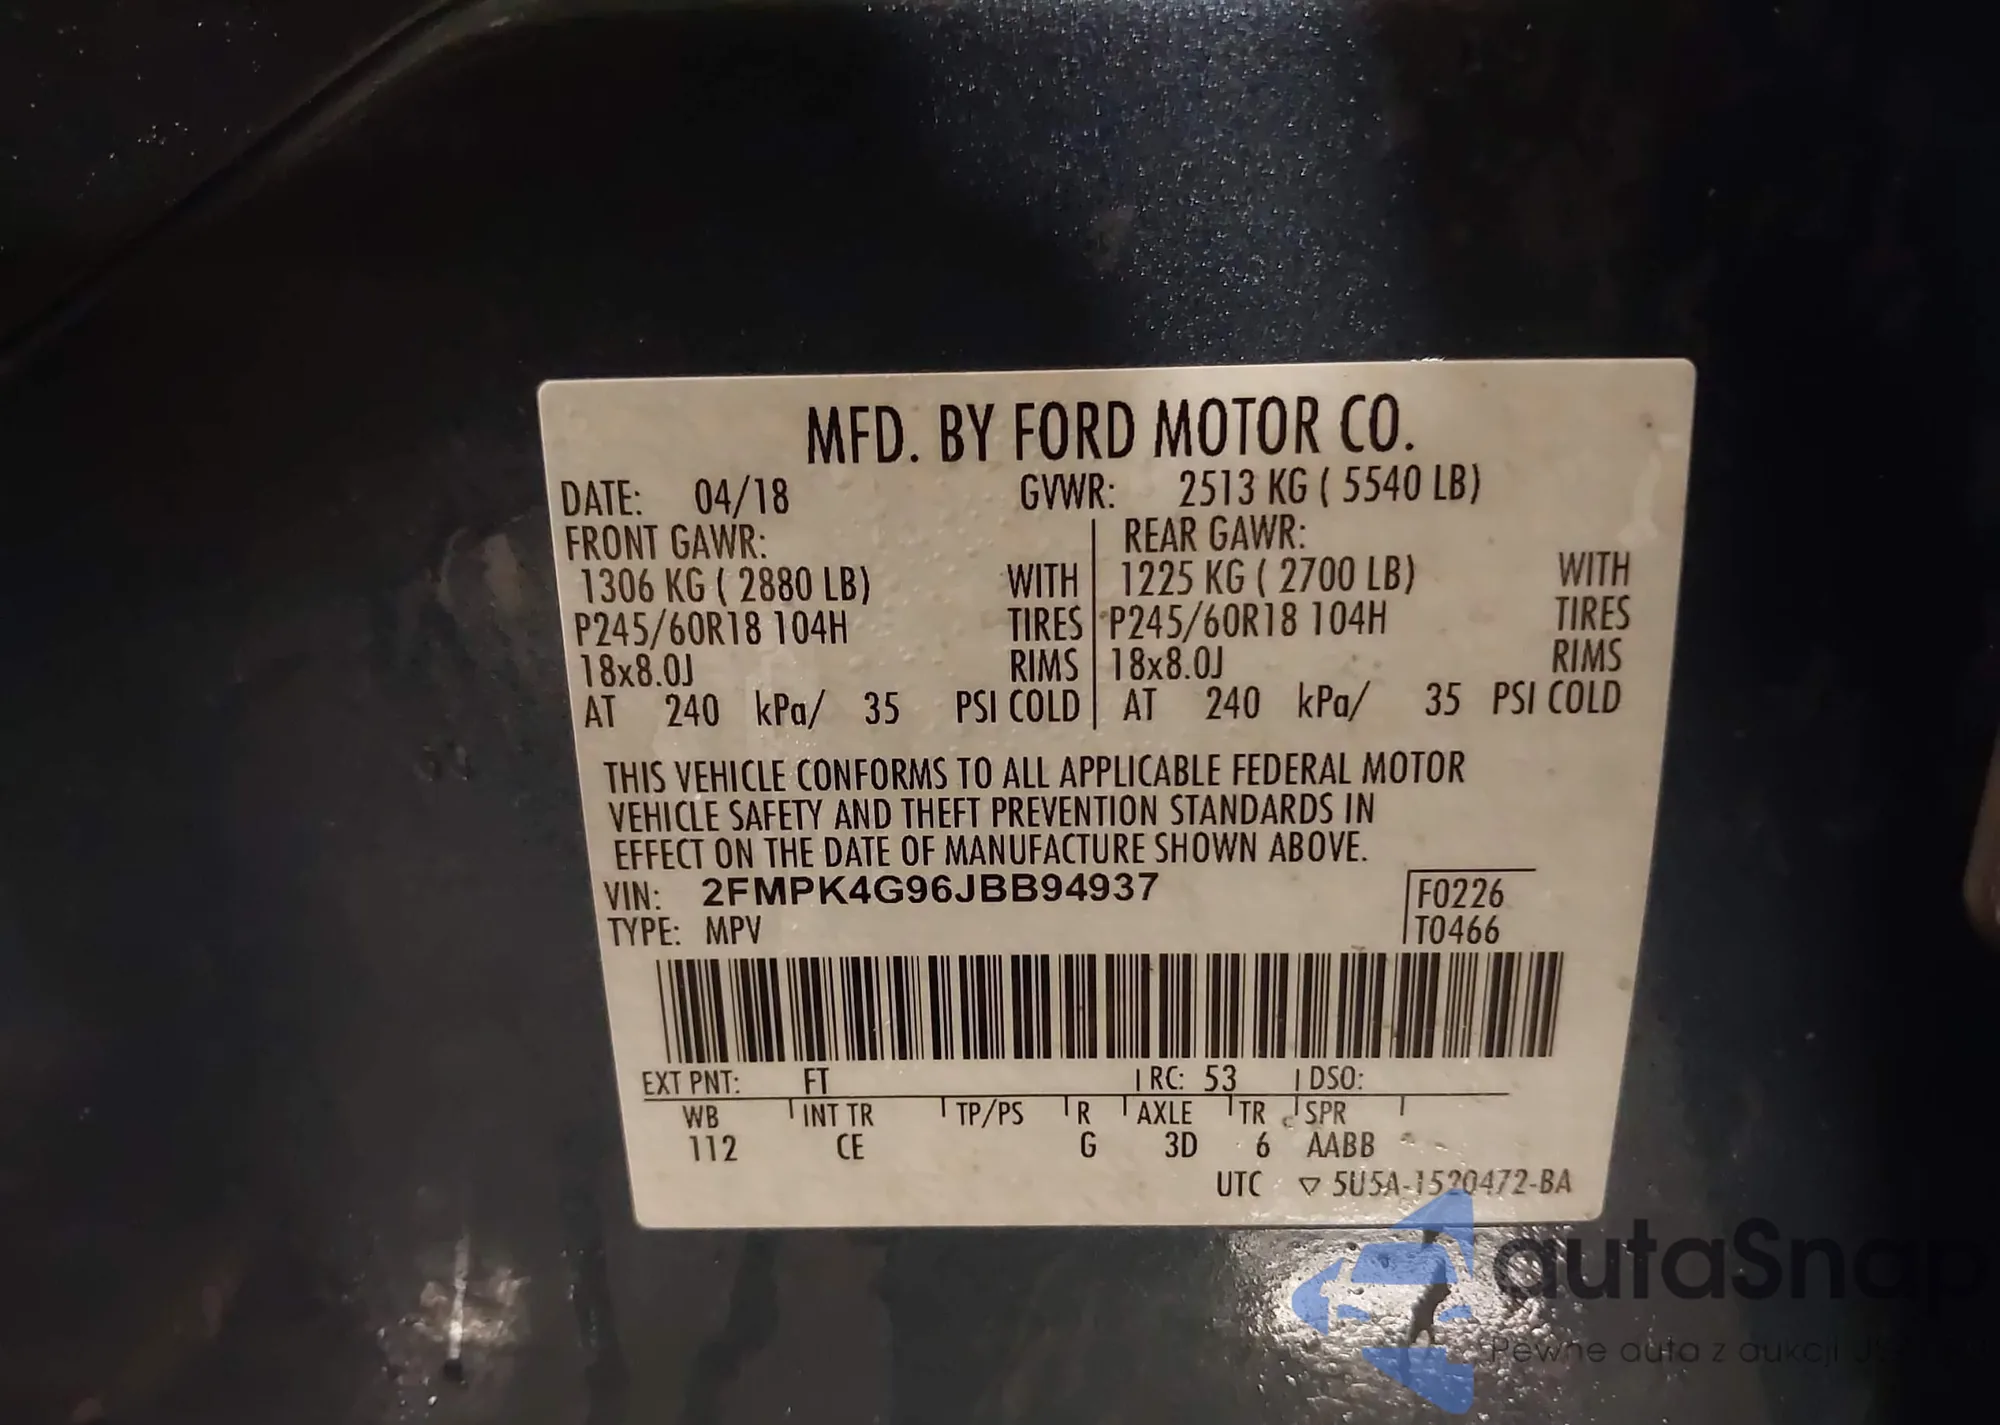 MFD. BY FORD MOTOR CO.
DATE: 04/18 GVWR: 2513 KG ( 5540 LB)
FRONT GAWR: REAR GAWR:
1306 KG ( 2880 LB) WITH 1225 KG ( 2700 LB) WITH
P245/60R18 104H TIRES P245/60R18 104H TIRES
18x8.0J RIMS 18x8.0J RIMS
AT 240 kPa/ 35 PSI COLD AT 240 kPa/ 35 PSI COLD
THIS VEHICLE CONFORMS TO ALL APPLICABLE FEDERAL MOTOR
VEHICLE SAFETY AND THEFT PREVENTION STANDARDS IN
EFFECT ON THE DATE OF MANUFACTURE SHOWN ABOVE.
VIN: 2FMPK4G96JBB94937 F0226
TYPE: MPV T0466
EXT PNT: FT RC: 53 DSO:
WB INT TR TP/PS R AXLE TR SPR
112 CE G 3D 6 AABB
UTC ▽ 5U5A-1520472-BA
autaSnap
Pewne auta z aukcji